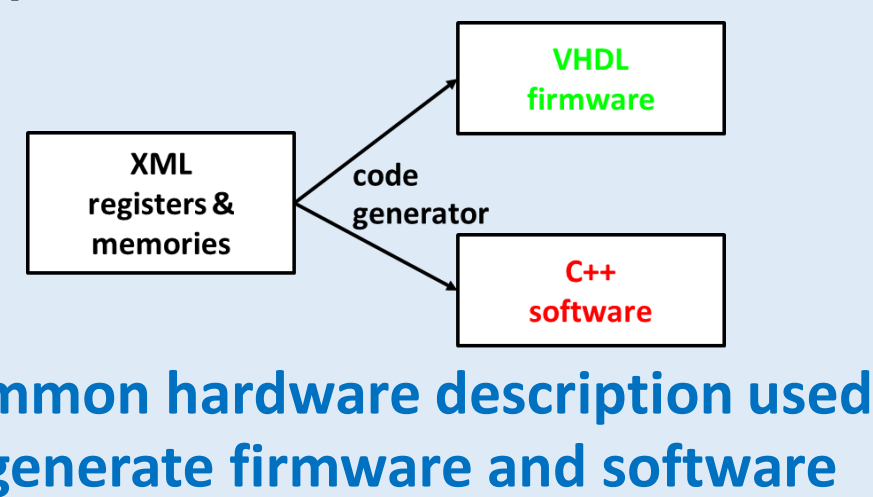 VHDL
firmware
XML
registers &
memories
code
generator
C++
software
mmon hardware description used
generate firmware and software